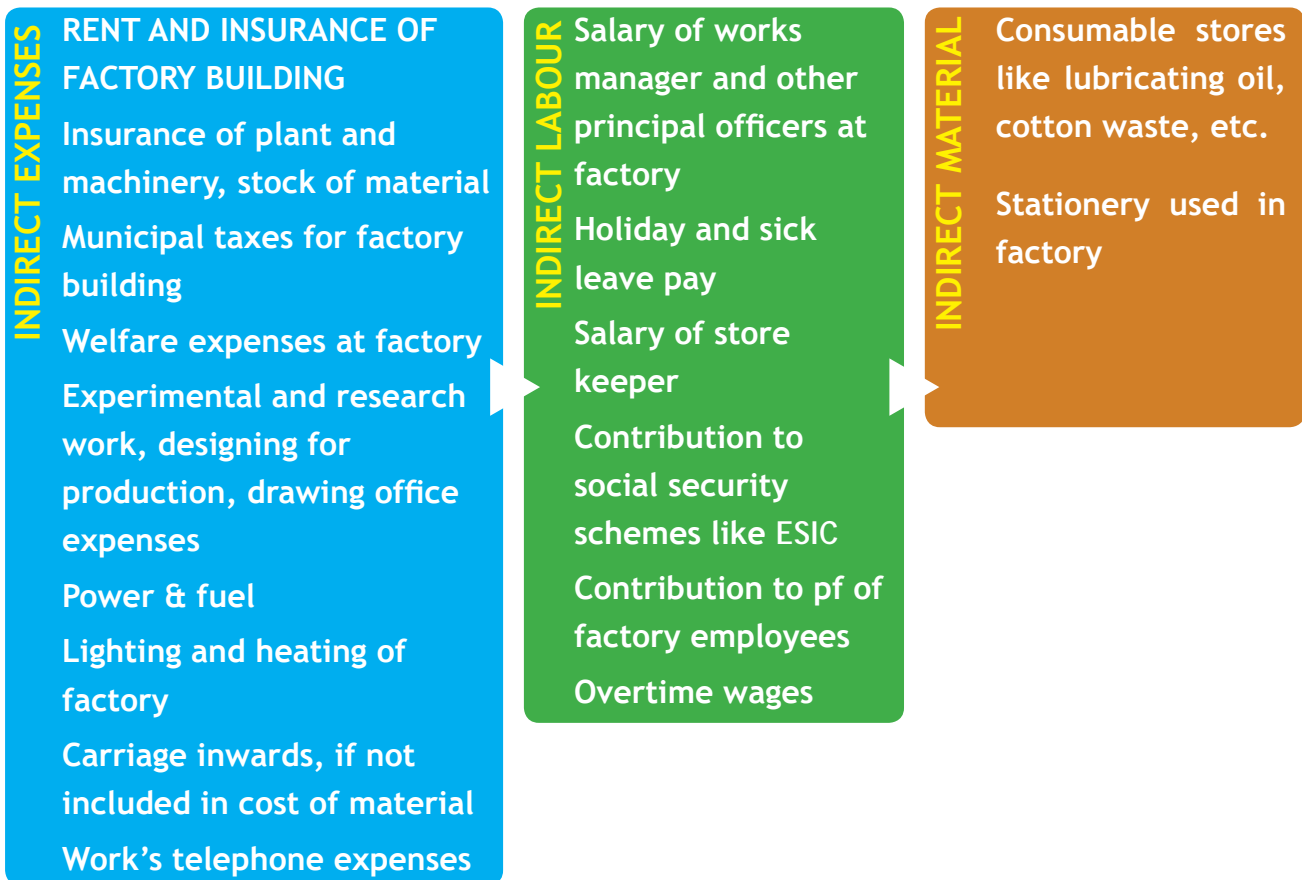 INDIRECT EXPENSES
RENT AND INSURANCE OF
FACTORY BUILDING
Insurance of plant and
machinery, stock of material
Municipal taxes for factory
building
Welfare expenses at factory
Experimental and research
work, designing for
production, drawing office
expenses
Power & fuel
Lighting and heating of
factory
Carriage inwards, if not
included in cost of material
Work's telephone expenses
INDIRECT LABOUR
Salary of works
manager and other
principal officers at
factory
Holiday and sick
leave pay
Salary of store
keeper
Contribution to
social security
schemes like ESIC
Contribution to pf of
factory employees
Overtime wages
INDIRECT MATERIAL
Consumable stores
like lubricating oil,
cotton waste, etc.
Stationery used in
factory